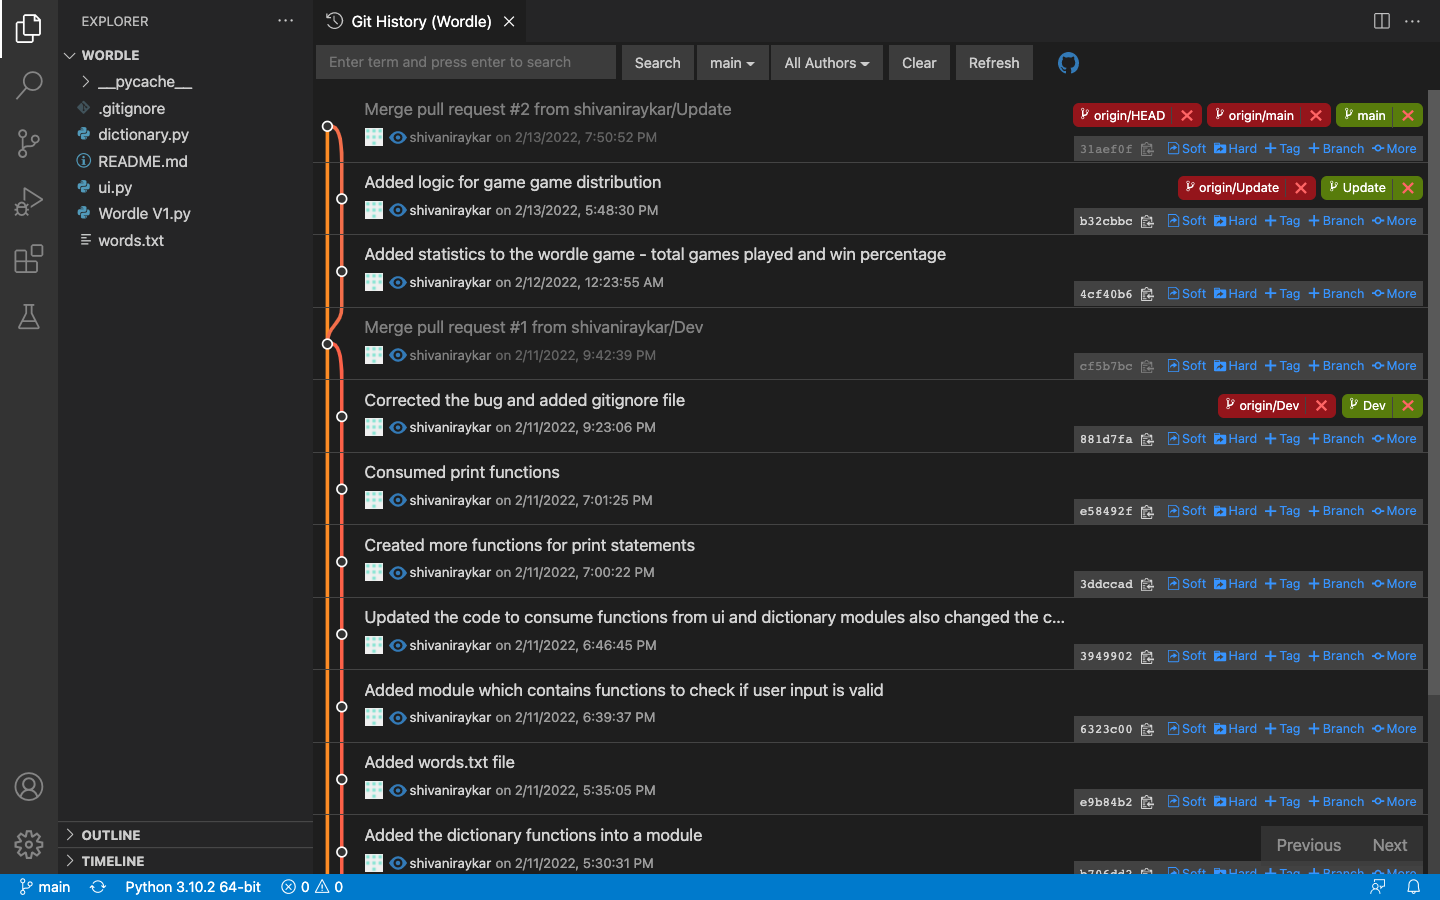 EXPLORER
WORDLE
__pycache__
.gitignore
dictionary.py
README.md
ui.py
Wordle V1.py
words.txt
OUTLINE
TIMELINE
Git History (Wordle)
Enter term and press enter to search
Search
main
All Authors
Clear
Refresh
Merge pull request #2 from shivaniraykar/Update
origin/HEAD origin/main main
shivaniraykar on 2/13/2022, 7:50:52 PM
31aef0f Soft Hard Tag Branch More
Added logic for game game distribution
origin/Update Update
shivaniraykar on 2/13/2022, 5:48:30 PM
b32cbbc Soft Hard Tag Branch More
Added statistics to the wordle game - total games played and win percentage
shivaniraykar on 2/12/2022, 12:23:55 AM
4cf40b6 Soft Hard Tag Branch More
Merge pull request #1 from shivaniraykar/Dev
shivaniraykar on 2/11/2022, 9:42:39 PM
cf5b7bc Soft Hard Tag Branch More
Corrected the bug and added gitignore file
origin/Dev Dev
shivaniraykar on 2/11/2022, 9:23:06 PM
881d7fa Soft Hard Tag Branch More
Consumed print functions
shivaniraykar on 2/11/2022, 7:01:25 PM
e58492f Soft Hard Tag Branch More
Created more functions for print statements
shivaniraykar on 2/11/2022, 7:00:22 PM
3ddccad Soft Hard Tag Branch More
Updated the code to consume functions from ui and dictionary modules also changed the c...
shivaniraykar on 2/11/2022, 6:46:45 PM
3949902 Soft Hard Tag Branch More
Added module which contains functions to check if user input is valid
shivaniraykar on 2/11/2022, 6:39:37 PM
6323c00 Soft Hard Tag Branch More
Added words.txt file
shivaniraykar on 2/11/2022, 5:35:05 PM
e9b84b2 Soft Hard Tag Branch More
Added the dictionary functions into a module
Previous Next
shivaniraykar on 2/11/2022, 5:30:31 PM
Soft Hard Tag Branch More
main
Python 3.10.2 64-bit
0 0